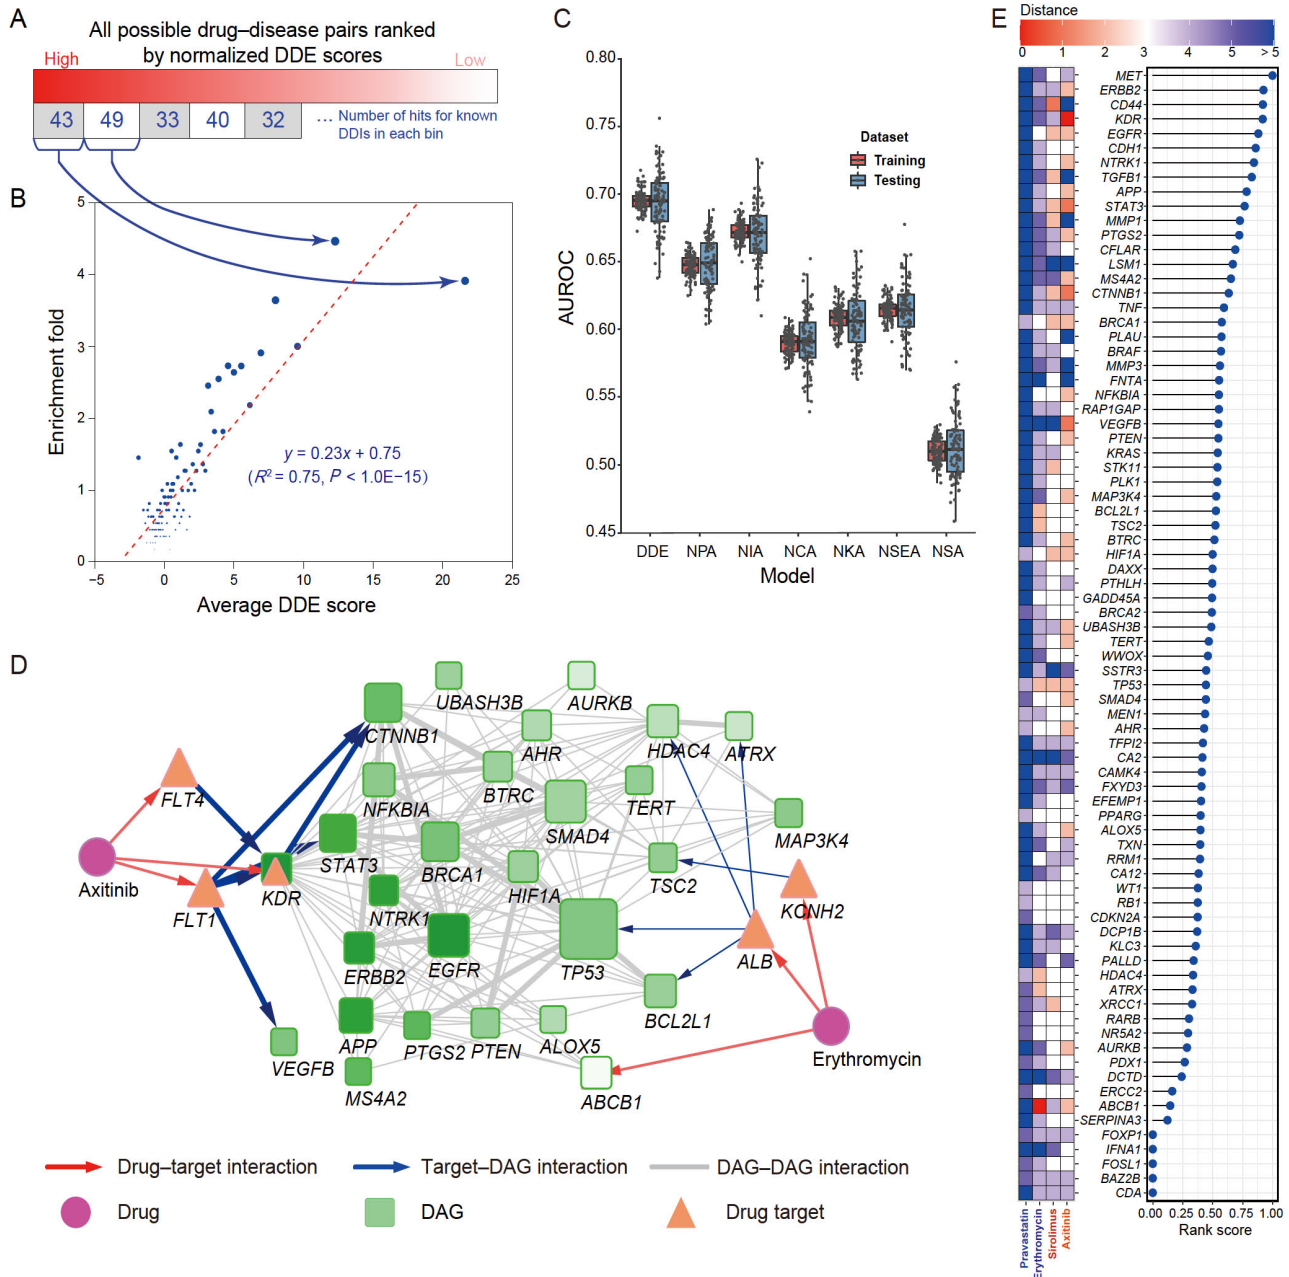 A
All possible drug–disease pairs ranked
by normalized DDE scores
High
Low
43
49
33
40
32
... Number of hits for known
DDIs in each bin
B
5
4
3
2
1
0
−5
0
5
10
15
20
25
Enrichment fold
Average DDE score
y = 0.23x + 0.75
(R² = 0.75, P < 1.0E−15)
C
0.80
0.75
0.70
0.65
0.60
0.55
0.50
0.45
AUROC
Dataset
Training
Testing
DDE
NPA
NIA
NCA
NKA
NSEA
NSA
Model
D
UBASH3B
AURKB
CTNNB1
AHR
HDAC4
ATRX
FLT4
NFKBIA
BTRC
TERT
SMAD4
MAP3K4
Axitinib
STAT3
BRCA1
HIF1A
TSC2
FLT1
KDR
NTRK1
KCNH2
ERBB2
EGFR
TP53
ALB
BCL2L1
APP
PTGS2
PTEN
ALOX5
VEGFB
MS4A2
ABCB1
Erythromycin
Drug–target interaction
Target–DAG interaction
DAG–DAG interaction
Drug
DAG
Drug target
E
Distance
0
1
2
3
4
5
> 5
MET
ERBB2
CD44
KDR
EGFR
CDH1
NTRK1
TGFB1
APP
STAT3
MMP1
PTGS2
CFLAR
LSM1
MS4A2
CTNNB1
TNF
BRCA1
PLAU
BRAF
MMP3
FNTA
NFKBIA
RAP1GAP
VEGFB
PTEN
KRAS
STK11
PLK1
MAP3K4
BCL2L1
TSC2
BTRC
HIF1A
DAXX
PTHLH
GADD45A
BRCA2
UBASH3B
TERT
WWOX
SSTR3
TP53
SMAD4
MEN1
AHR
TFPI2
CA2
CAMK4
FXYD3
EFEMP1
PPARG
ALOX5
TXN
RRM1
CA12
WT1
RB1
CDKN2A
DCP1B
KLC3
PALLD
HDAC4
ATRX
XRCC1
RARB
NR5A2
AURKB
PDX1
DCTD
ERCC2
ABCB1
SERPINA3
FOXP1
IFNA1
FOSL1
BAZ2B
CDA
0.00
0.25
0.50
0.75
1.00
Rank score
Pravastatin
Erythromycin
Sirolimus
Axitinib